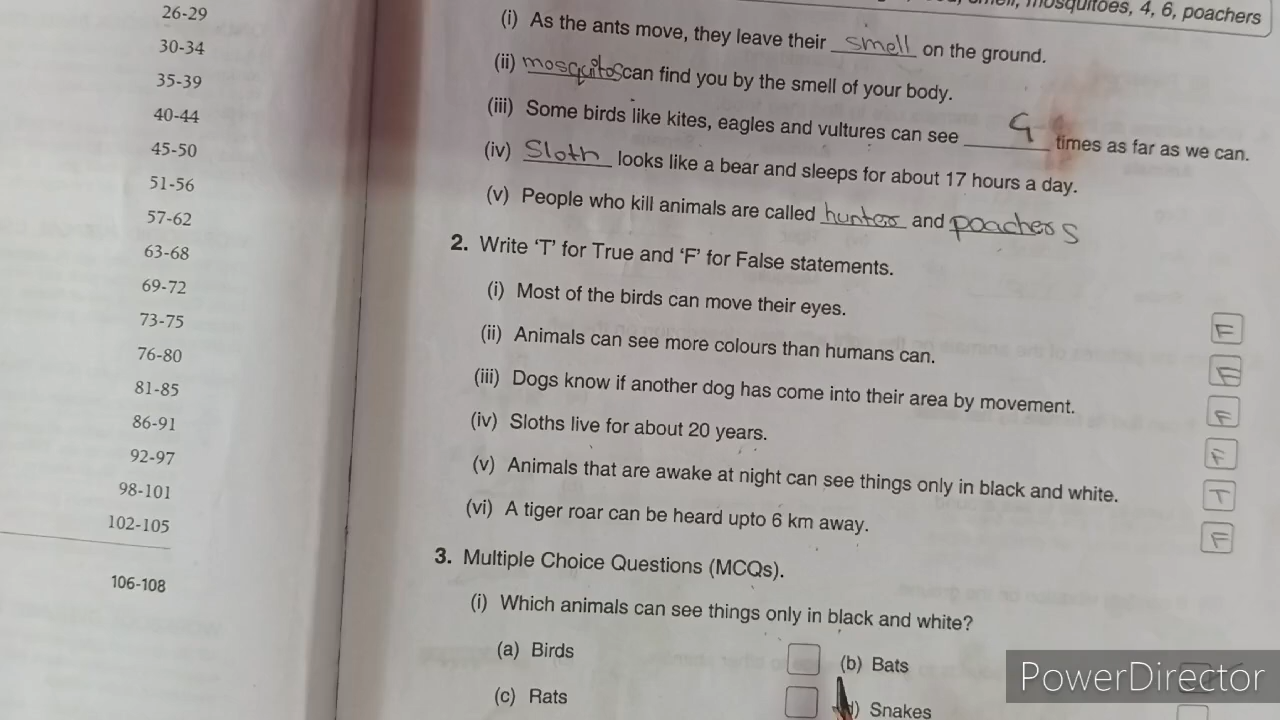 26-29
30-34
35-39
40-44
45-50
51-56
57-62
63-68
69-72
73-75
76-80
81-85
86-91
92-97
98-101
102-105
106-108
mosquitoes, 4, 6, poachers
(i) As the ants move, they leave their smell on the ground.
(ii) mosquitos can find you by the smell of your body.
(iii) Some birds like kites, eagles and vultures can see times as far as we can.
(iv) Sloth looks like a bear and sleeps for about 17 hours a day.
(v) People who kill animals are called and poachers
2. Write ‘T’ for True and ‘F’ for False statements.
(i) Most of the birds can move their eyes. F
(ii) Animals can see more colours than humans can. F
(iii) Dogs know if another dog has come into their area by movement. F
(iv) Sloths live for about 20 years. F
(v) Animals that are awake at night can see things only in black and white. T
(vi) A tiger roar can be heard upto 6 km away. F
3. Multiple Choice Questions (MCQs).
(i) Which animals can see things only in black and white?
(a) Birds (b) Bats
(c) Rats Snakes
PowerDirector